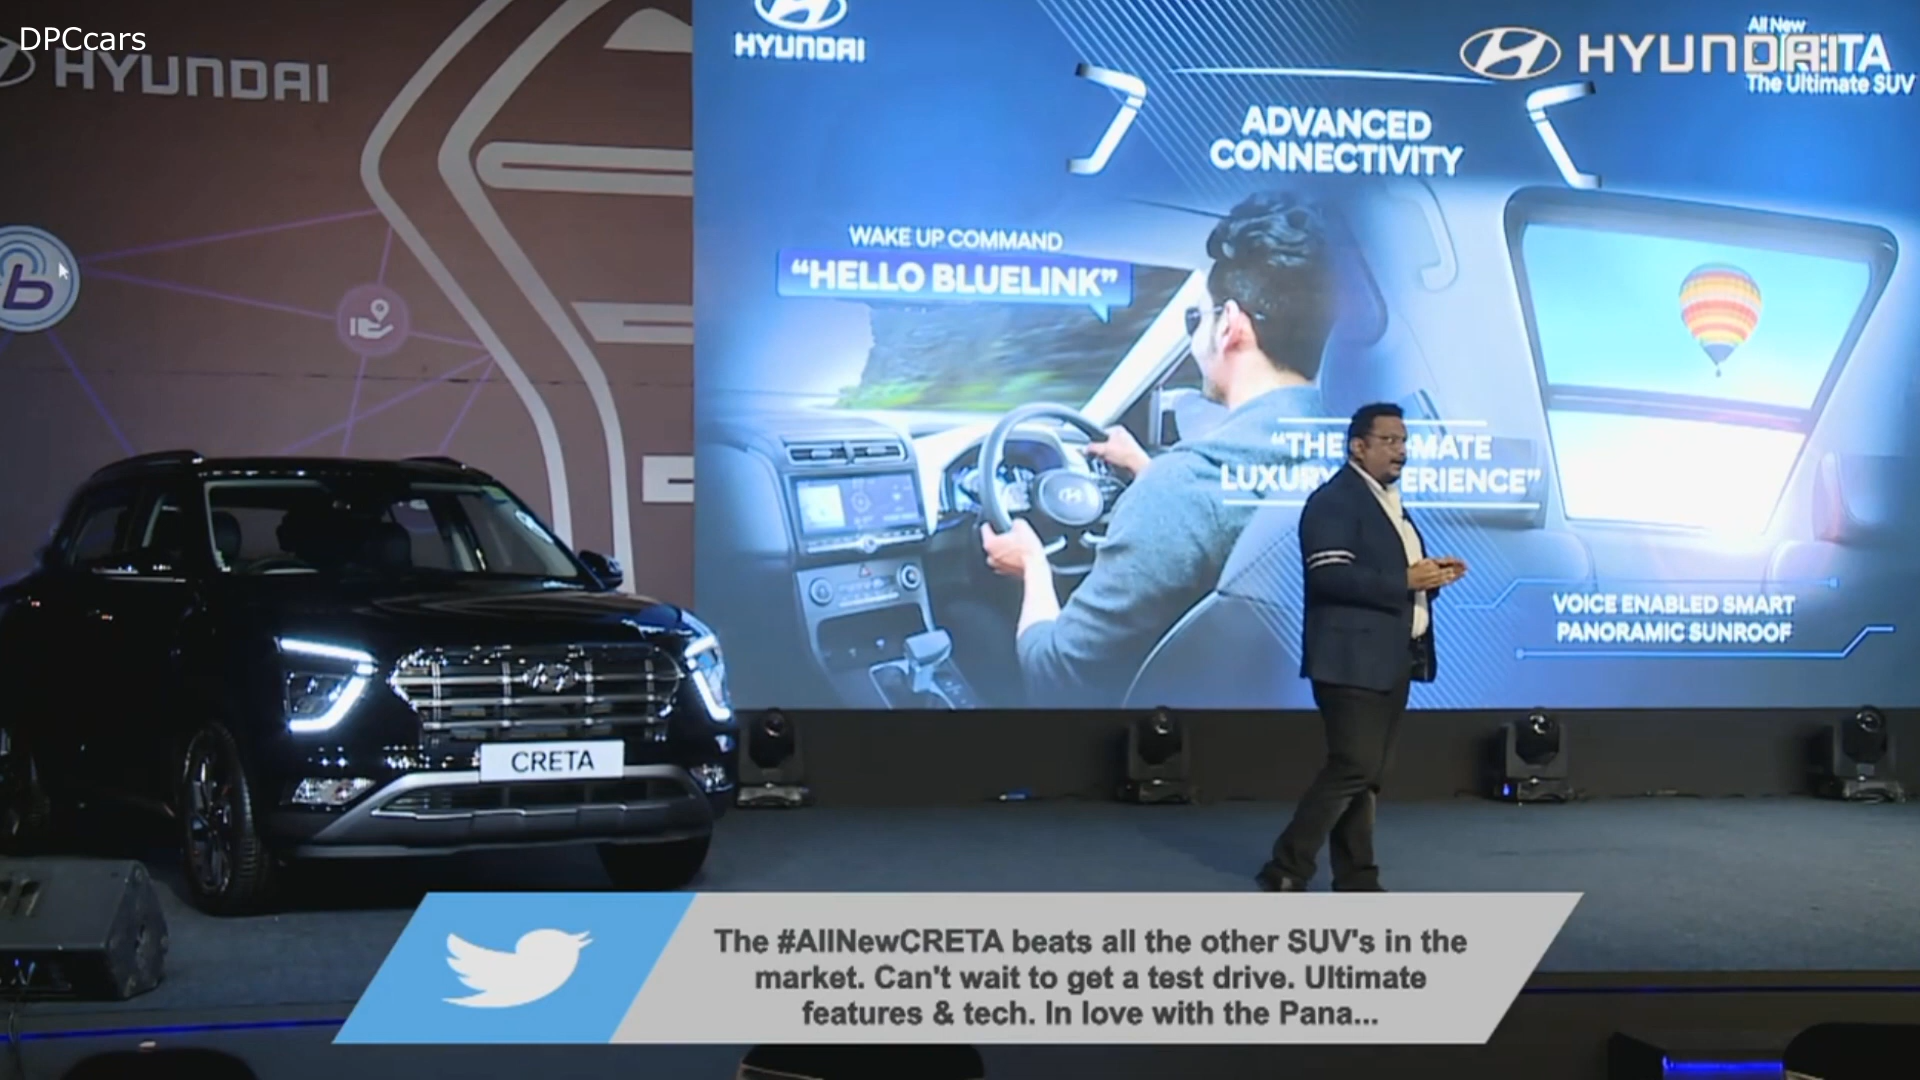 DPCcars
HYUNDAI
HYUNDAI
All New
HYUNDAI
The Ultimate SUV
ADVANCED
CONNECTIVITY
WAKE UP COMMAND
"HELLO BLUELINK"
"THE
LUXURY
VOICE ENABLED SMART
PANORAMIC SUNROOF
b
CRETA
The #AllNewCRETA beats all the other SUV's in the
market. Can't wait to get a test drive. Ultimate
features & tech. In love with the Pana...